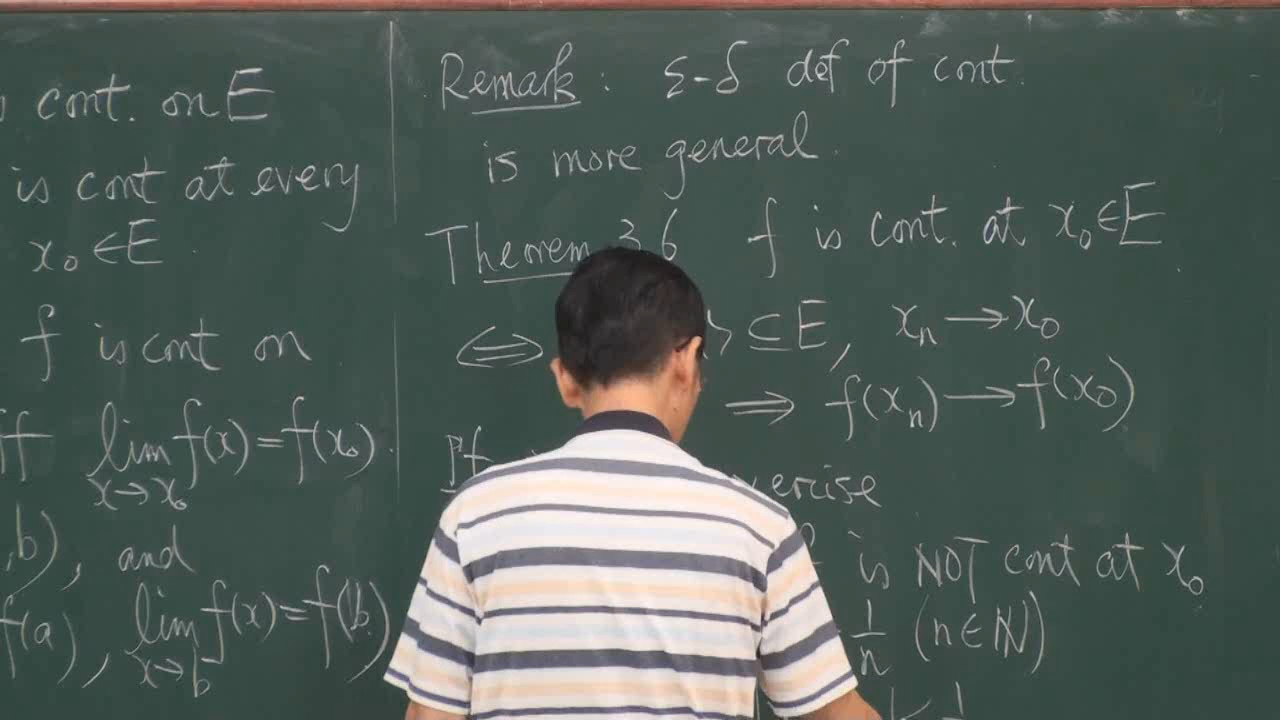 cont. on E
is cont at every
x₀ ∈ E.
f is cont on
lim f(x) = f(x₀).
x→x₀
,b), and
f(a), lim f(x) = f(b)
x→b⁻
Remark: ε-δ def of cont.
is more general.
Theorem 3.6 f is cont. at x₀ ∈ E
⇔ ⊆ E, xₙ → x₀
⇒ f(xₙ) → f(x₀)
Pf
is NOT cont at x₀
1/n (n ∈ ℕ)
< 1